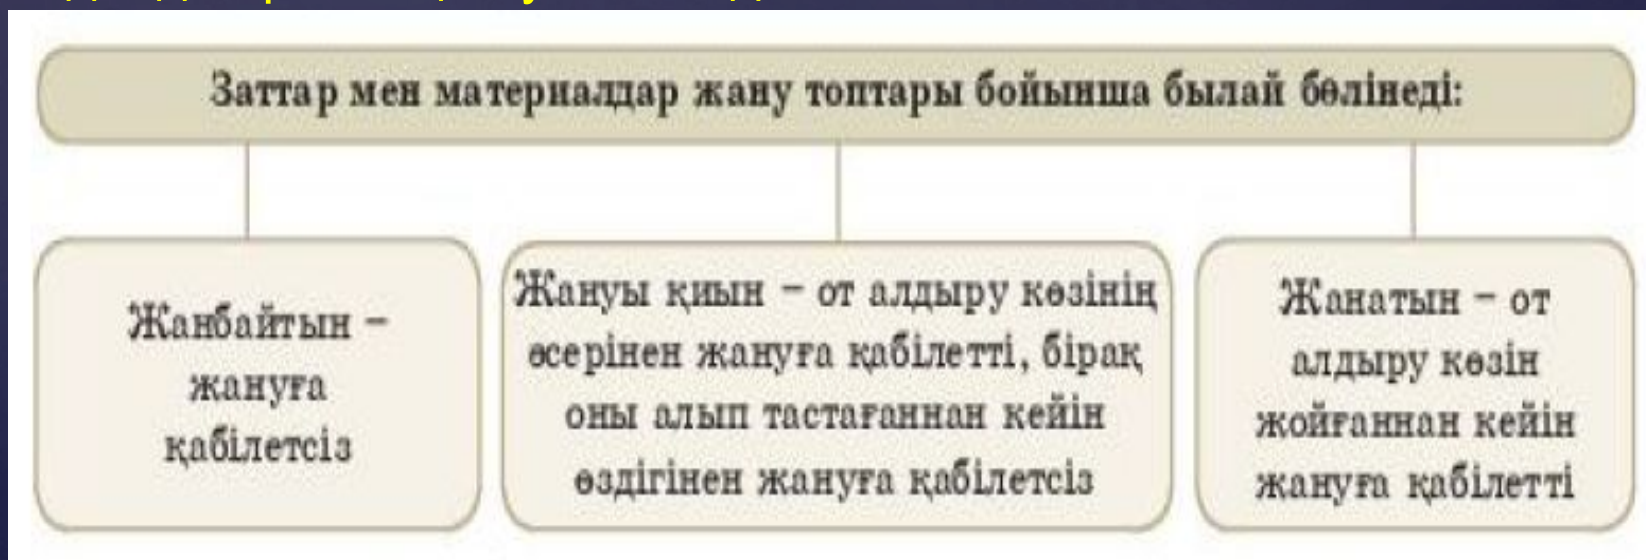 Заттар мен материалдар жану топтары бойынша былай бөлінеді:
Жанбайтын –
жануға
қабілетсіз
Жануы қиын – от алдыру көзінің
әсерінен жануға қабілетті, бірақ
оны алып тастағаннан кейін
өздігінен жануға қабілетсіз
Жанатын – от
алдыру көзін
жойғаннан кейін
жануға қабілетті